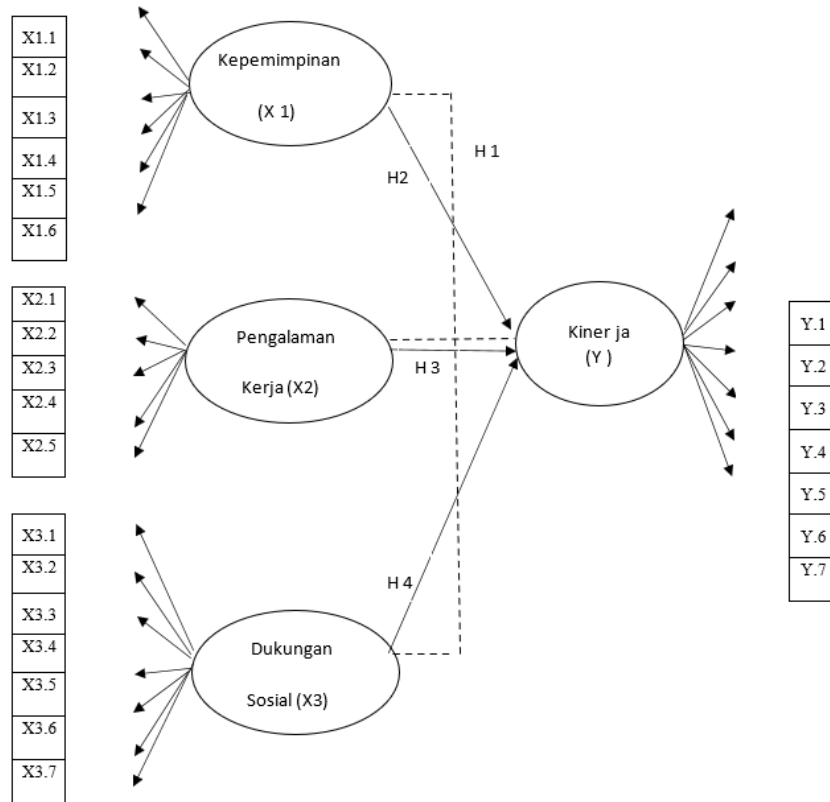 X1.1
X1.2
X1.3
X1.4
X1.5
X1.6
Kepemimpinan
(X 1)
H 1
H2
X2.1
X2.2
X2.3
X2.4
X2.5
Pengalaman
Kerja (X2)
H 3
Kiner ja
(Y )
Y.1
Y.2
Y.3
Y.4
Y.5
Y.6
Y.7
X3.1
X3.2
X3.3
X3.4
X3.5
X3.6
X3.7
H 4
Dukungan
Sosial (X3)